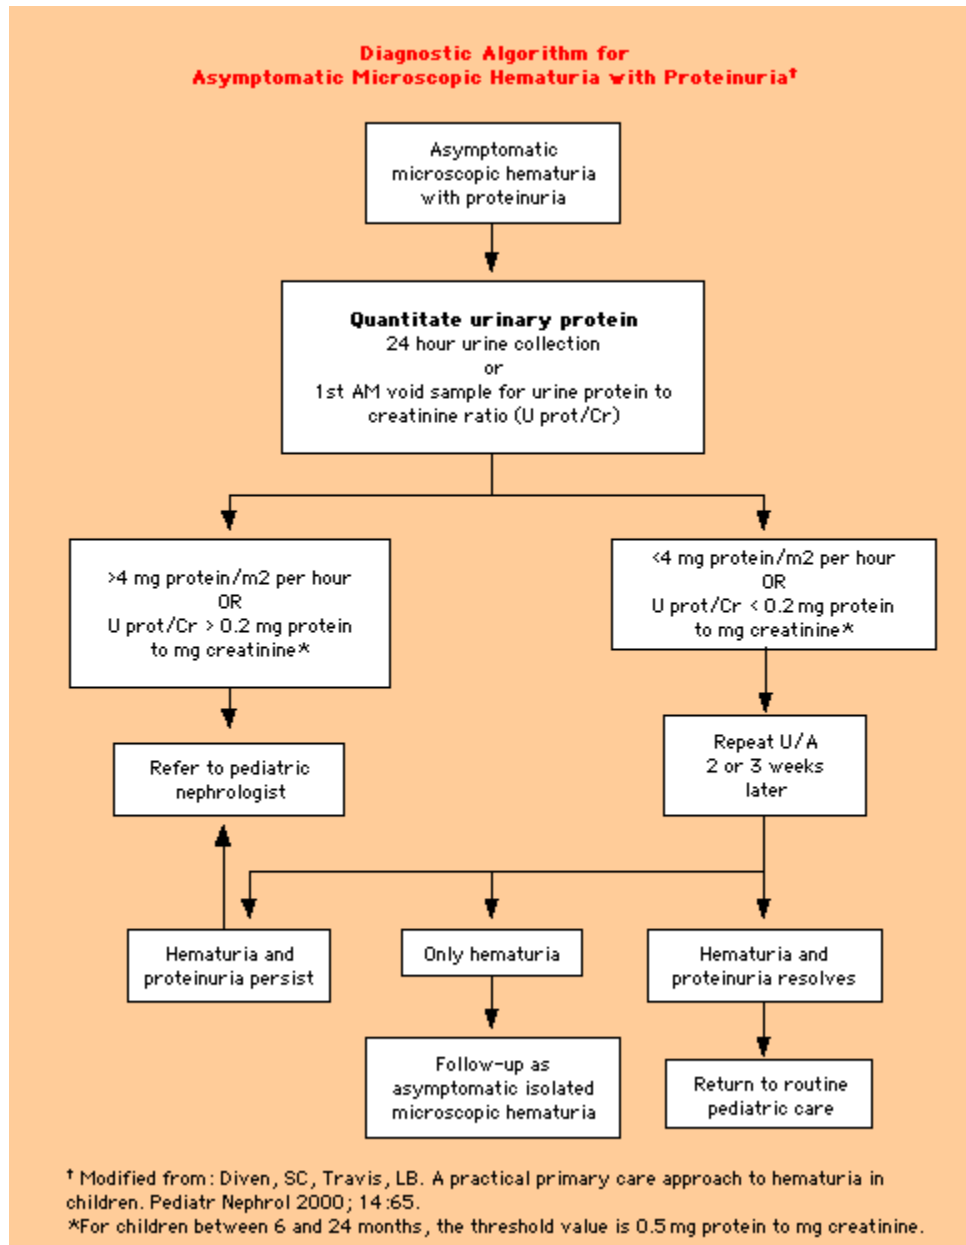 Diagnostic Algorithm for
Asymptomatic Microscopic Hematuria with Proteinuria†
Asymptomatic
microscopic hematuria
with proteinuria
Quantitate urinary protein
24 hour urine collection
or
1st AM void sample for urine protein to
creatinine ratio (U prot/Cr)
>4 mg protein/m2 per hour
OR
U prot/Cr > 0.2 mg protein
to mg creatinine*
<4 mg protein/m2 per hour
OR
U prot/Cr < 0.2 mg protein
to mg creatinine*
Refer to pediatric
nephrologist
Repeat U/A
2 or 3 weeks
later
Hematuria and
proteinuria persist
Only hematuria
Hematuria and
proteinuria resolves
Follow-up as
asymptomatic isolated
microscopic hematuria
Return to routine
pediatric care
† Modified from: Diven, SC, Travis, LB. A practical primary care approach to hematuria in
children. Pediatr Nephrol 2000; 14:65.
*For children between 6 and 24 months, the threshold value is 0.5 mg protein to mg creatinine.